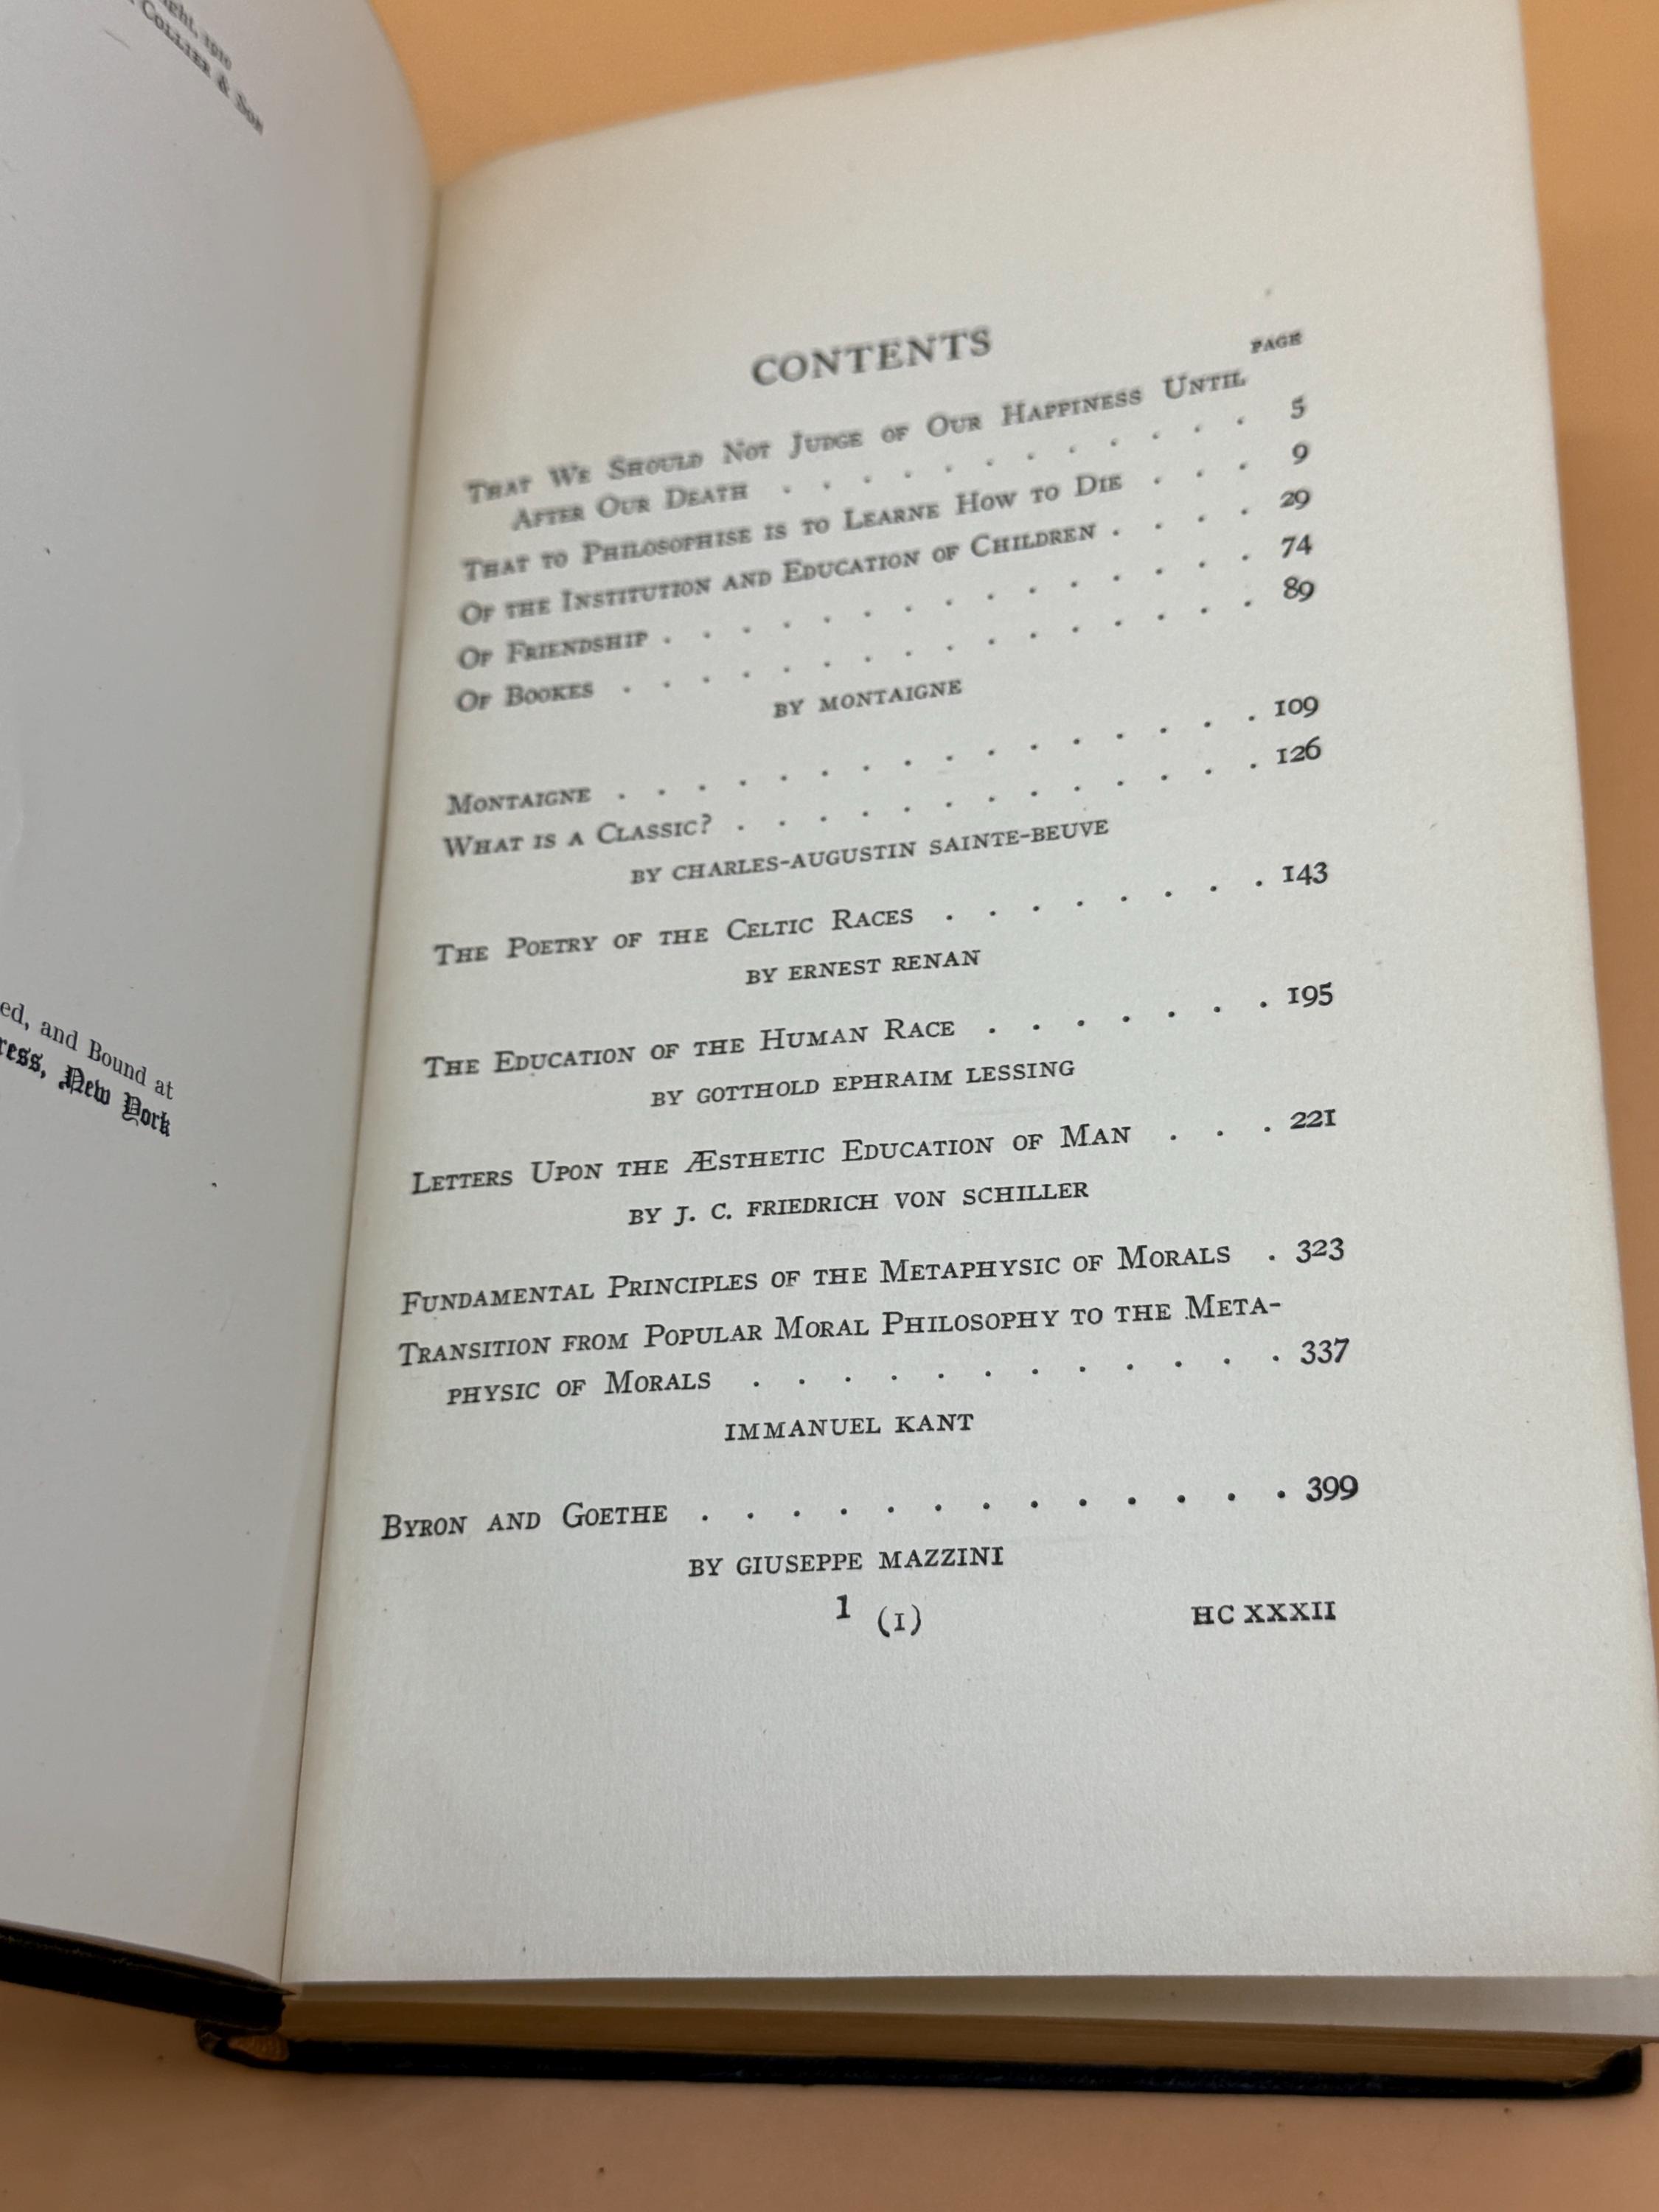 1910
COLLIER & SON
ed, and Bound at
ress, New York
CONTENTS
PAGE
THAT WE SHOULD NOT JUDGE OF OUR HAPPINESS UNTIL
AFTER OUR DEATH . . . . . . . . . . . 5
THAT TO PHILOSOPHISE IS TO LEARNE HOW TO DIE . . . 9
OF THE INSTITUTION AND EDUCATION OF CHILDREN . . . . 29
OF FRIENDSHIP . . . . . . . . . . . . . . . 74
OF BOOKES . . . . . . . . . . . . . . . . 89
BY MONTAIGNE
MONTAIGNE . . . . . . . . . . . . . . . . 109
WHAT IS A CLASSIC? . . . . . . . . . . . . . 126
BY CHARLES-AUGUSTIN SAINTE-BEUVE
THE POETRY OF THE CELTIC RACES . . . . . . . . 143
BY ERNEST RENAN
THE EDUCATION OF THE HUMAN RACE . . . . . . . 195
BY GOTTHOLD EPHRAIM LESSING
LETTERS UPON THE ÆSTHETIC EDUCATION OF MAN . . . 221
BY J. C. FRIEDRICH VON SCHILLER
FUNDAMENTAL PRINCIPLES OF THE METAPHYSIC OF MORALS . 323
TRANSITION FROM POPULAR MORAL PHILOSOPHY TO THE META-
PHYSIC OF MORALS . . . . . . . . . . . . 337
IMMANUEL KANT
BYRON AND GOETHE . . . . . . . . . . . . . 399
BY GIUSEPPE MAZZINI
1 (1) HC XXXII